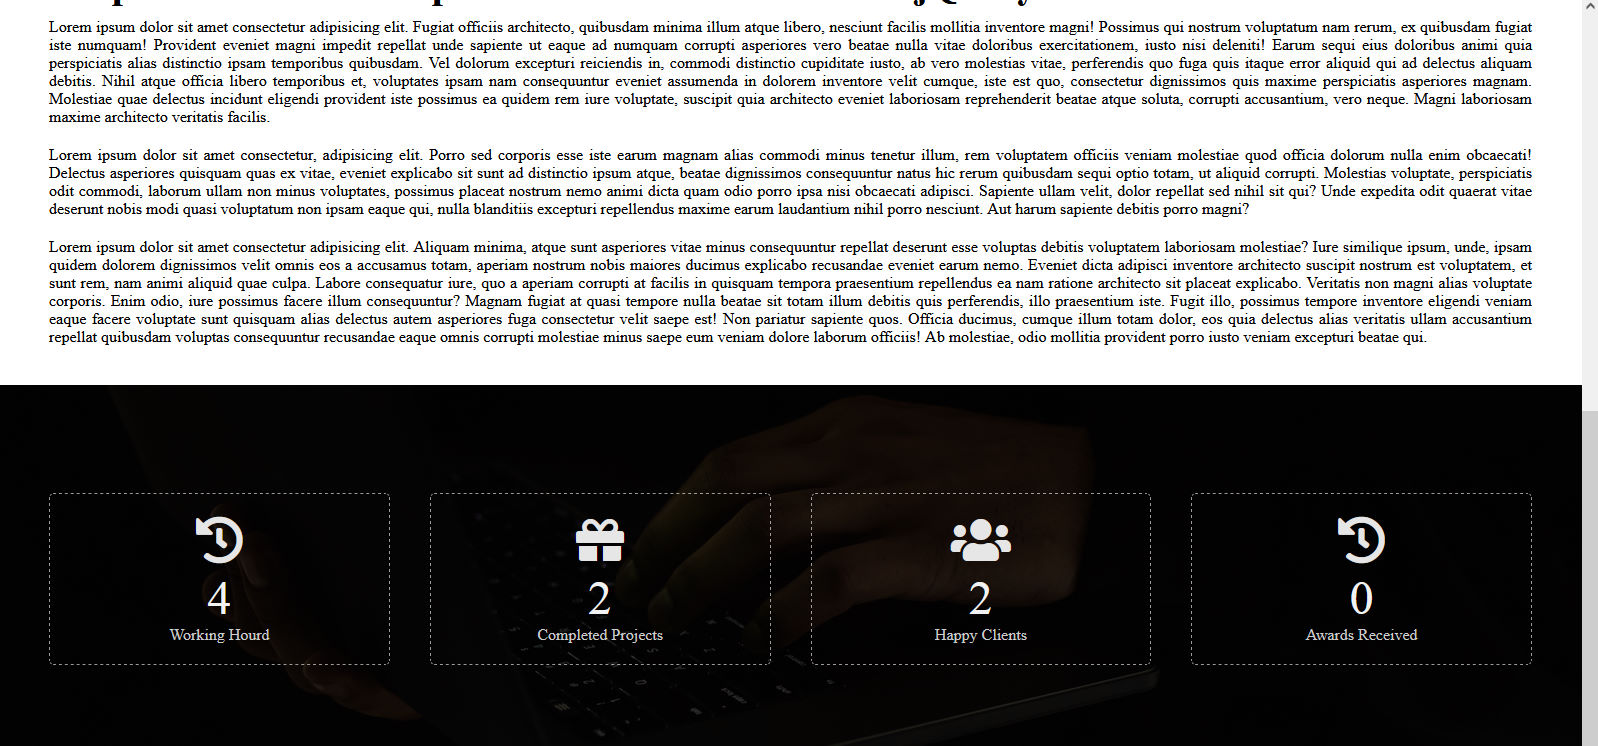 Lorem ipsum dolor sit amet consectetur adipisicing elit. Fugiat officiis architecto, quibusdam minima illum atque libero, nesciunt facilis mollitia inventore magni! Possimus qui nostrum voluptatum nam rerum, ex quibusdam fugiat
iste numquam! Provident eveniet magni impedit repellat unde sapiente ut eaque ad numquam corrupti asperiores vero beatae nulla vitae doloribus exercitationem, iusto nisi deleniti! Earum sequi eius doloribus animi quia
perspiciatis alias distinctio ipsam temporibus quibusdam. Vel dolorum excepturi reiciendis in, commodi distinctio cupiditate iusto, ab vero molestias vitae, perferendis quo fuga quis itaque error aliquid qui ad delectus aliquam
debitis. Nihil atque officia libero temporibus et, voluptates ipsam nam consequuntur eveniet assumenda in dolorem inventore velit cumque, iste est quo, consectetur dignissimos quis maxime perspiciatis asperiores magnam.
Molestiae quae delectus incidunt eligendi provident iste possimus ea quidem rem iure voluptate, suscipit quia architecto eveniet laboriosam reprehenderit beatae atque soluta, corrupti accusantium, vero neque. Magni laboriosam
maxime architecto veritatis facilis.
Lorem ipsum dolor sit amet consectetur, adipisicing elit. Porro sed corporis esse iste earum magnam alias commodi minus tenetur illum, rem voluptatem officiis veniam molestiae quod officia dolorum nulla enim obcaecati!
Delectus asperiores quisquam quas ex vitae, eveniet explicabo sit sunt ad distinctio ipsum atque, beatae dignissimos consequuntur natus hic rerum quibusdam sequi optio totam, ut aliquid corrupti. Molestias voluptate, perspiciatis
odit commodi, laborum ullam non minus voluptates, possimus placeat nostrum nemo animi dicta quam odio porro ipsa nisi obcaecati adipisci. Sapiente ullam velit, dolor repellat sed nihil sit qui? Unde expedita odit quaerat vitae
deserunt nobis modi quasi voluptatum non ipsam eaque qui, nulla blanditiis excepturi repellendus maxime earum laudantium nihil porro nesciunt. Aut harum sapiente debitis porro magni?
Lorem ipsum dolor sit amet consectetur adipisicing elit. Aliquam minima, atque sunt asperiores vitae minus consequuntur repellat deserunt esse voluptas debitis voluptatem laboriosam molestiae? Iure similique ipsum, unde, ipsam
quidem dolorem dignissimos velit omnis eos a accusamus totam, aperiam nostrum nobis maiores ducimus explicabo recusandae eveniet earum nemo. Eveniet dicta adipisci inventore architecto suscipit nostrum est voluptatem, et
sunt rem, nam animi aliquid quae culpa. Labore consequatur iure, quo a aperiam corrupti at facilis in quisquam tempora praesentium repellendus ea nam ratione architecto sit placeat explicabo. Veritatis non magni alias voluptate
corporis. Enim odio, iure possimus facere illum consequuntur? Magnam fugiat at quasi tempore nulla beatae sit totam illum debitis quis perferendis, illo praesentium iste. Fugit illo, possimus tempore inventore eligendi veniam
eaque facere voluptate sunt quisquam alias delectus autem asperiores fuga consectetur velit saepe est! Non pariatur sapiente quos. Officia ducimus, cumque illum totam dolor, eos quia delectus alias veritatis ullam accusantium
repellat quibusdam voluptas consequuntur recusandae eaque omnis corrupti molestiae minus saepe eum veniam dolore laborum officiis! Ab molestiae, odio mollitia provident porro iusto veniam excepturi beatae qui.
4
Working Hourd
2
Completed Projects
2
Happy Clients
0
Awards Received